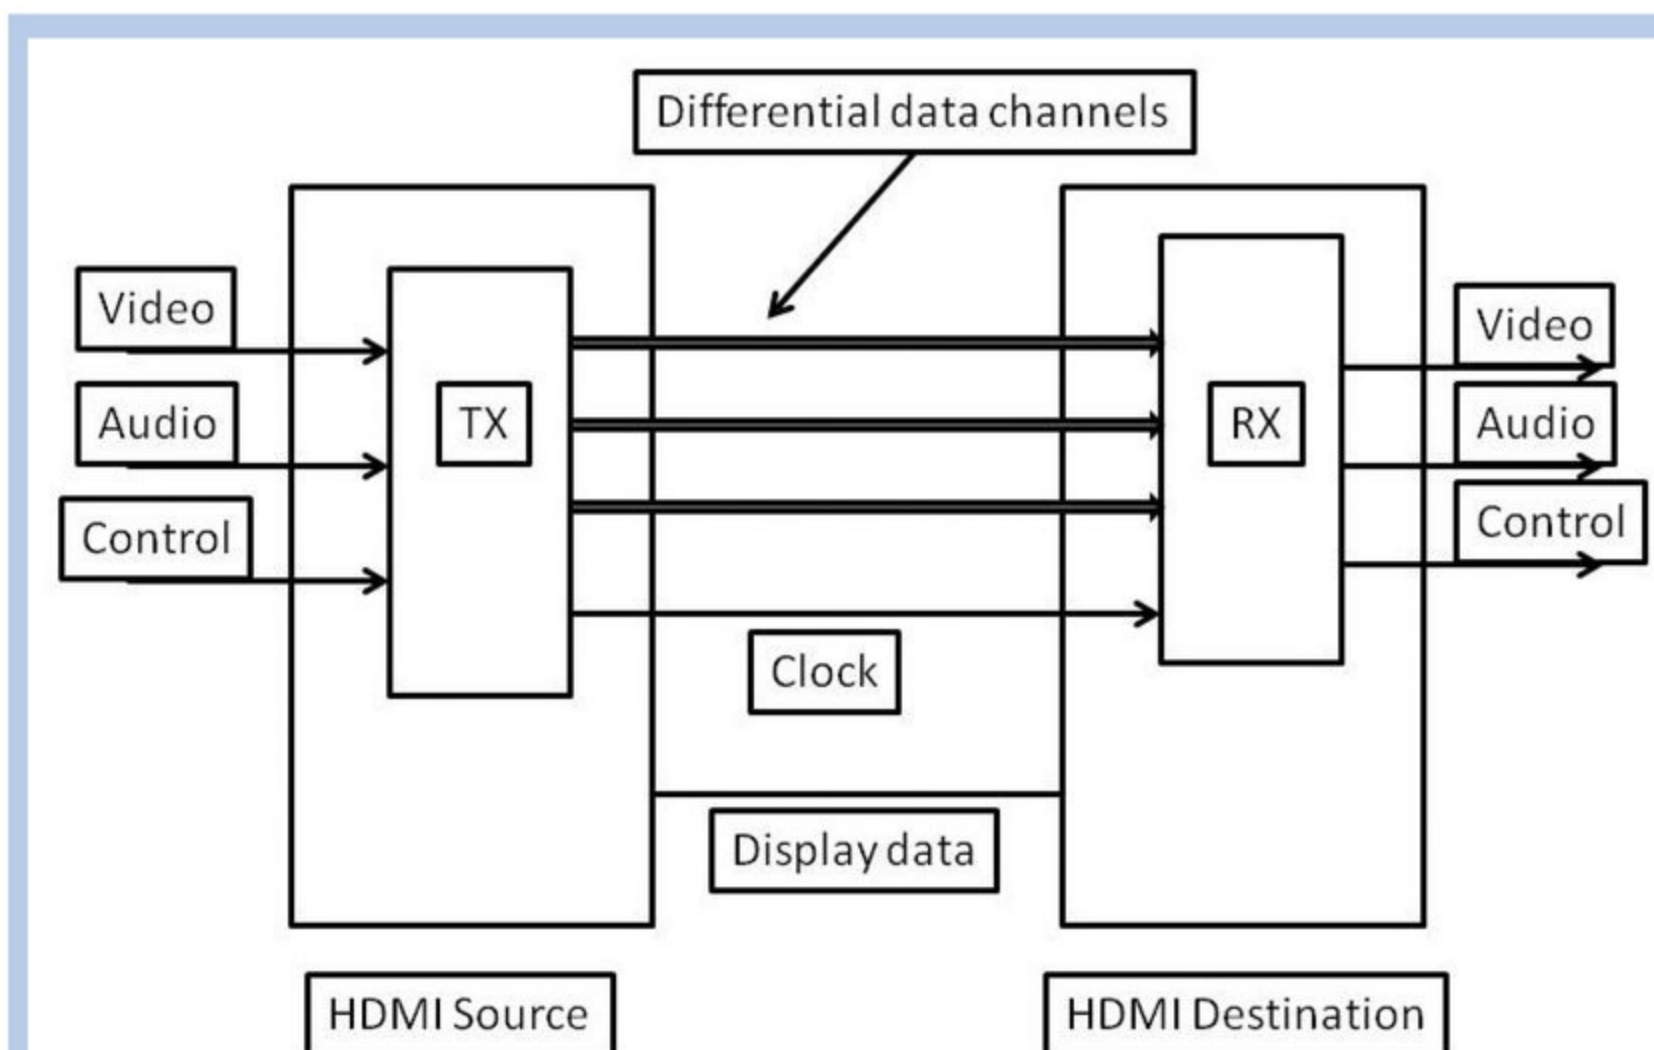 Differential data channels
Video
Audio
Control
TX
RX
Video
Audio
Control
Clock
Display data
HDMI Source
HDMI Destination